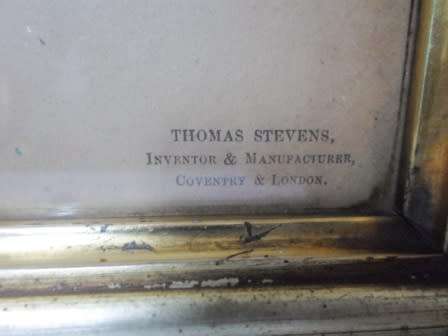 THOMAS STEVENS,
INVENTOR & MANUFACTURER,
COVENTRY & LONDON.